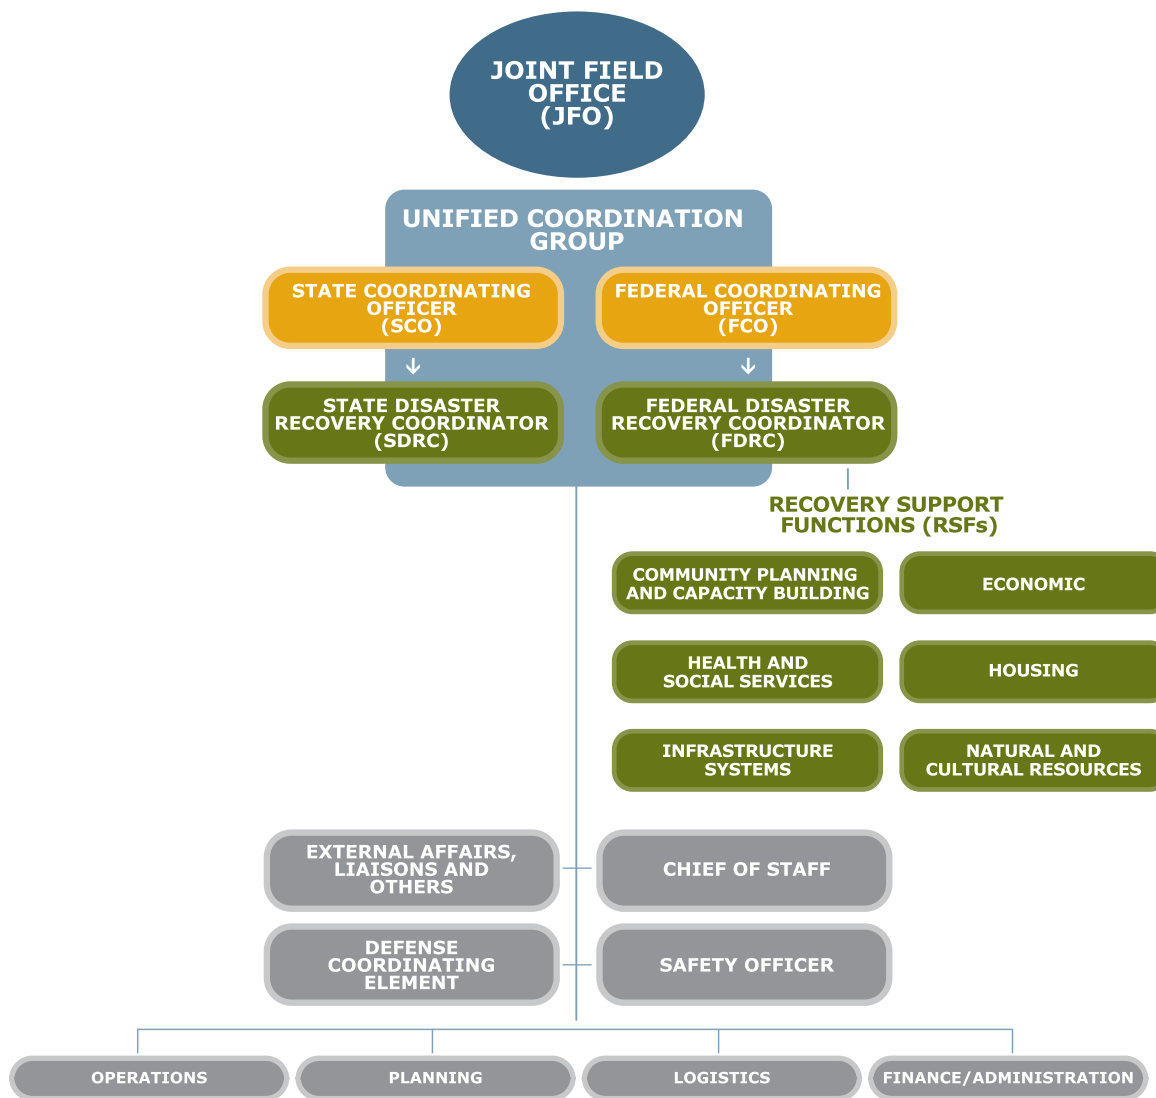 JOINT FIELD
OFFICE
(JFO)
UNIFIED COORDINATION
GROUP
STATE COORDINATING
OFFICER
(SCO)
FEDERAL COORDINATING
OFFICER
(FCO)
STATE DISASTER
RECOVERY COORDINATOR
(SDRC)
FEDERAL DISASTER
RECOVERY COORDINATOR
(FDRC)
RECOVERY SUPPORT
FUNCTIONS (RSFs)
COMMUNITY PLANNING
AND CAPACITY BUILDING
ECONOMIC
HEALTH AND
SOCIAL SERVICES
HOUSING
INFRASTRUCTURE
SYSTEMS
NATURAL AND
CULTURAL RESOURCES
EXTERNAL AFFAIRS,
LIAISONS AND
OTHERS
CHIEF OF STAFF
DEFENSE
COORDINATING
ELEMENT
SAFETY OFFICER
OPERATIONS
PLANNING
LOGISTICS
FINANCE/ADMINISTRATION